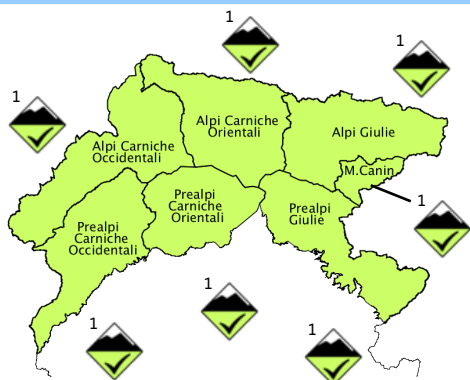 1
1
1
Alpi Carniche
Orientali
Alpi Giulie
Alpi Carniche
Occidentali
M.Canin
Prealpi
Carniche
Orientali
1
Prealpi
Giulie
Prealpi
Carniche
Occidentali
1
1
1